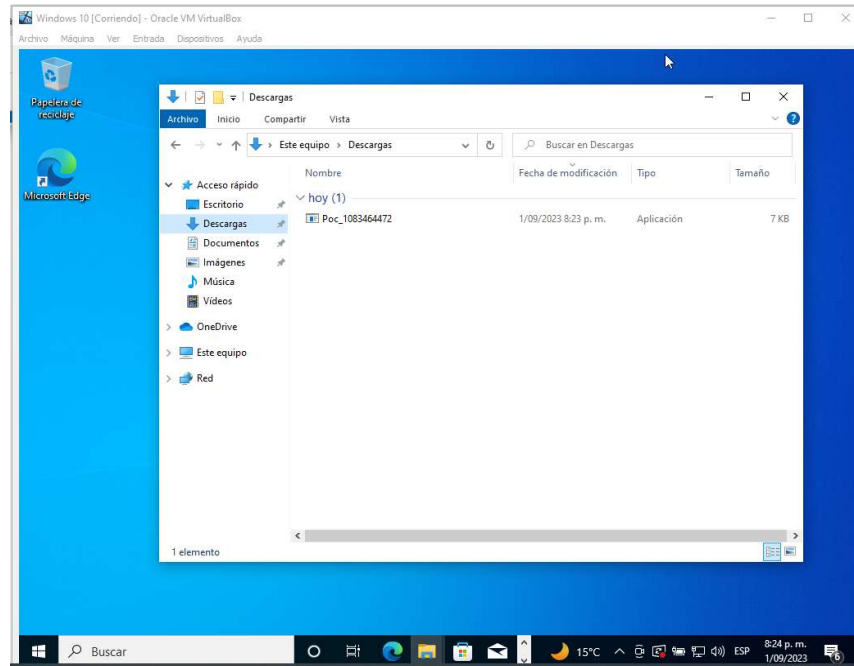 Windows 10 [Corriendo] - Oracle VM VirtualBox
Archivo Máquina Ver Entrada Dispositivos Ayuda
Papelera de
reciclaje
Microsoft Edge
Descargas
Archivo Inicio Compartir Vista
Este equipo › Descargas
Buscar en Descargas
Nombre Fecha de modificación Tipo Tamaño
Acceso rápido
hoy (1)
Escritorio
Poc_1083464472 1/09/2023 8:23 p. m. Aplicación 7 KB
Descargas
Documentos
Imágenes
Música
Vídeos
OneDrive
Este equipo
Red
1 elemento
Buscar
15°C ESP
8:24 p. m.
1/09/2023
6